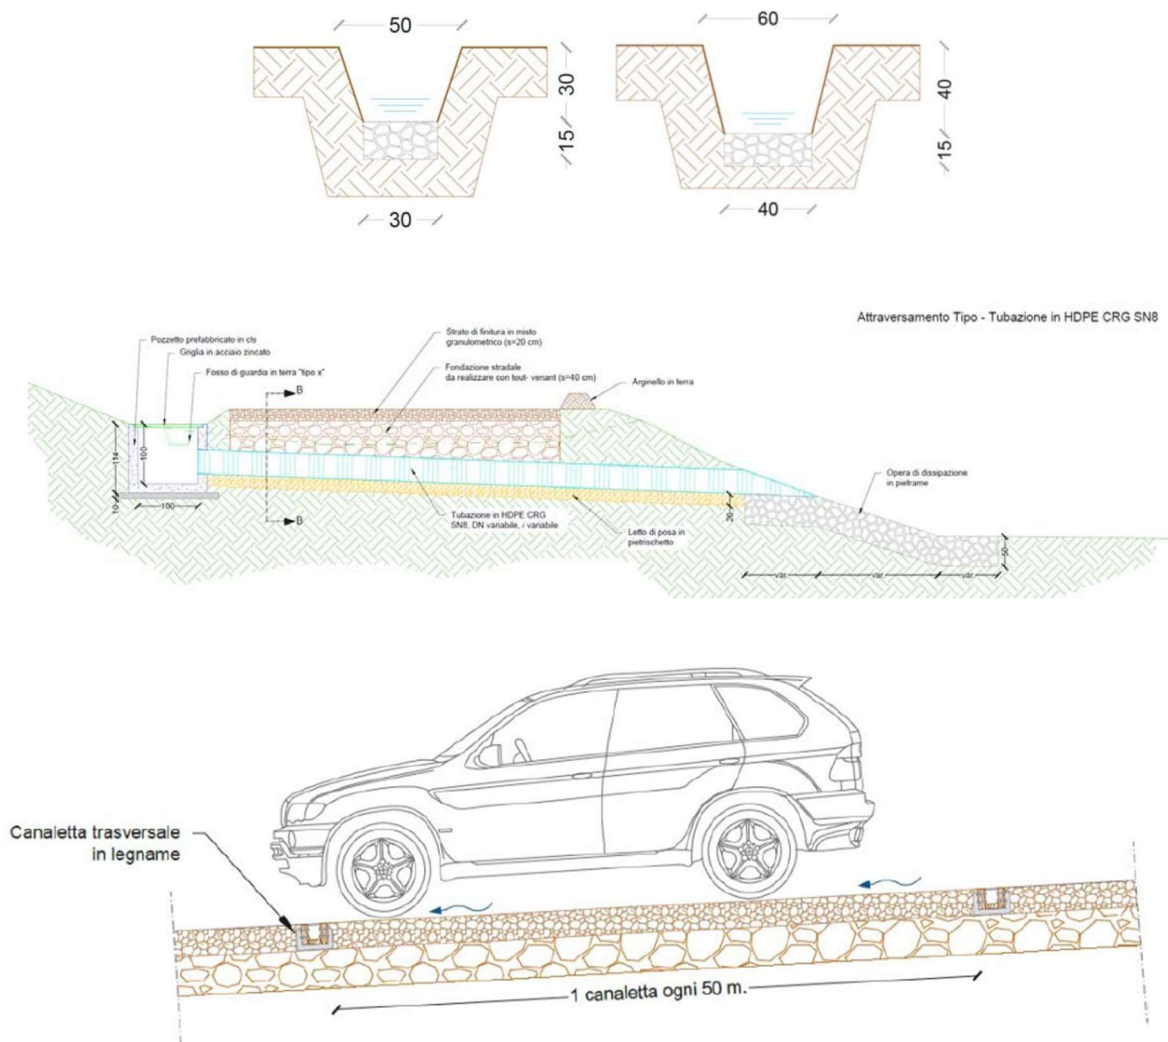 50
30
15
30
60
40
15
40
Attraversamento Tipo - Tubazione in HDPE CRG SN8
Strato di finitura in misto
granulometrico (s=20 cm)
Pozzetto prefabbricato in cls
Griglia in acciaio zincato
Fosso di guardia in terra "tipo x"
Fondazione stradale
da realizzare con tout- venant (s=40 cm)
Arginello in terra
B
114
100
10
100
B
Tubazione in HDPE CRG
SN8, DN variabile, i variabile
Letto di posa in
pietrischetto
Opera di dissipazione
in pietrame
20
50
var.
var.
var.
Canaletta trasversale
in legname
1 canaletta ogni 50 m.